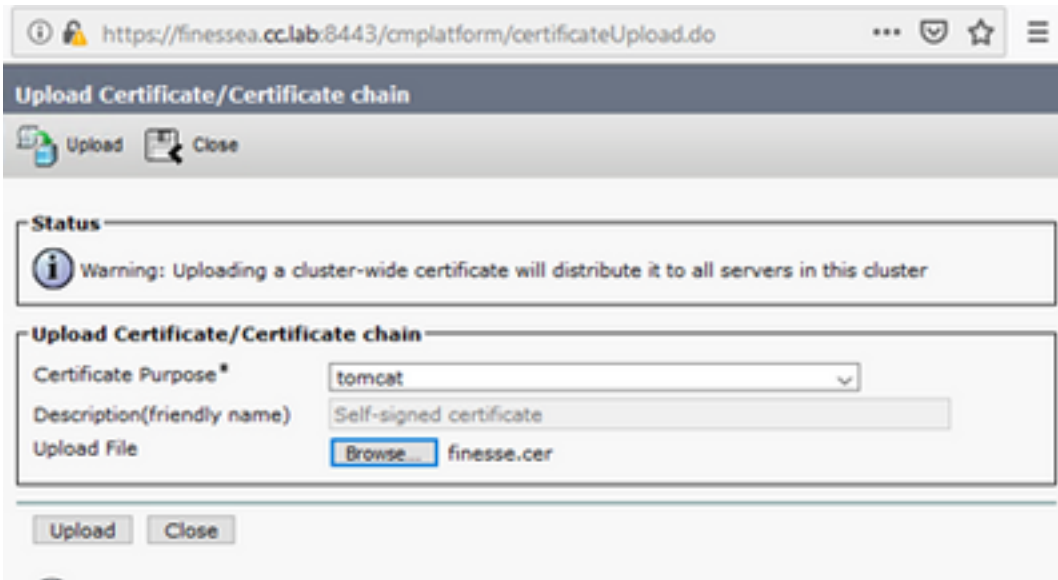 https://finessea.cc.lab:8443/cmplatform/certificateUpload.do
Upload Certificate/Certificate chain
Upload Close
Status
Warning: Uploading a cluster-wide certificate will distribute it to all servers in this cluster
Upload Certificate/Certificate chain
Certificate Purpose* tomcat
Description(friendly name) Self-signed certificate
Upload File Browse... finesse.cer
Upload Close